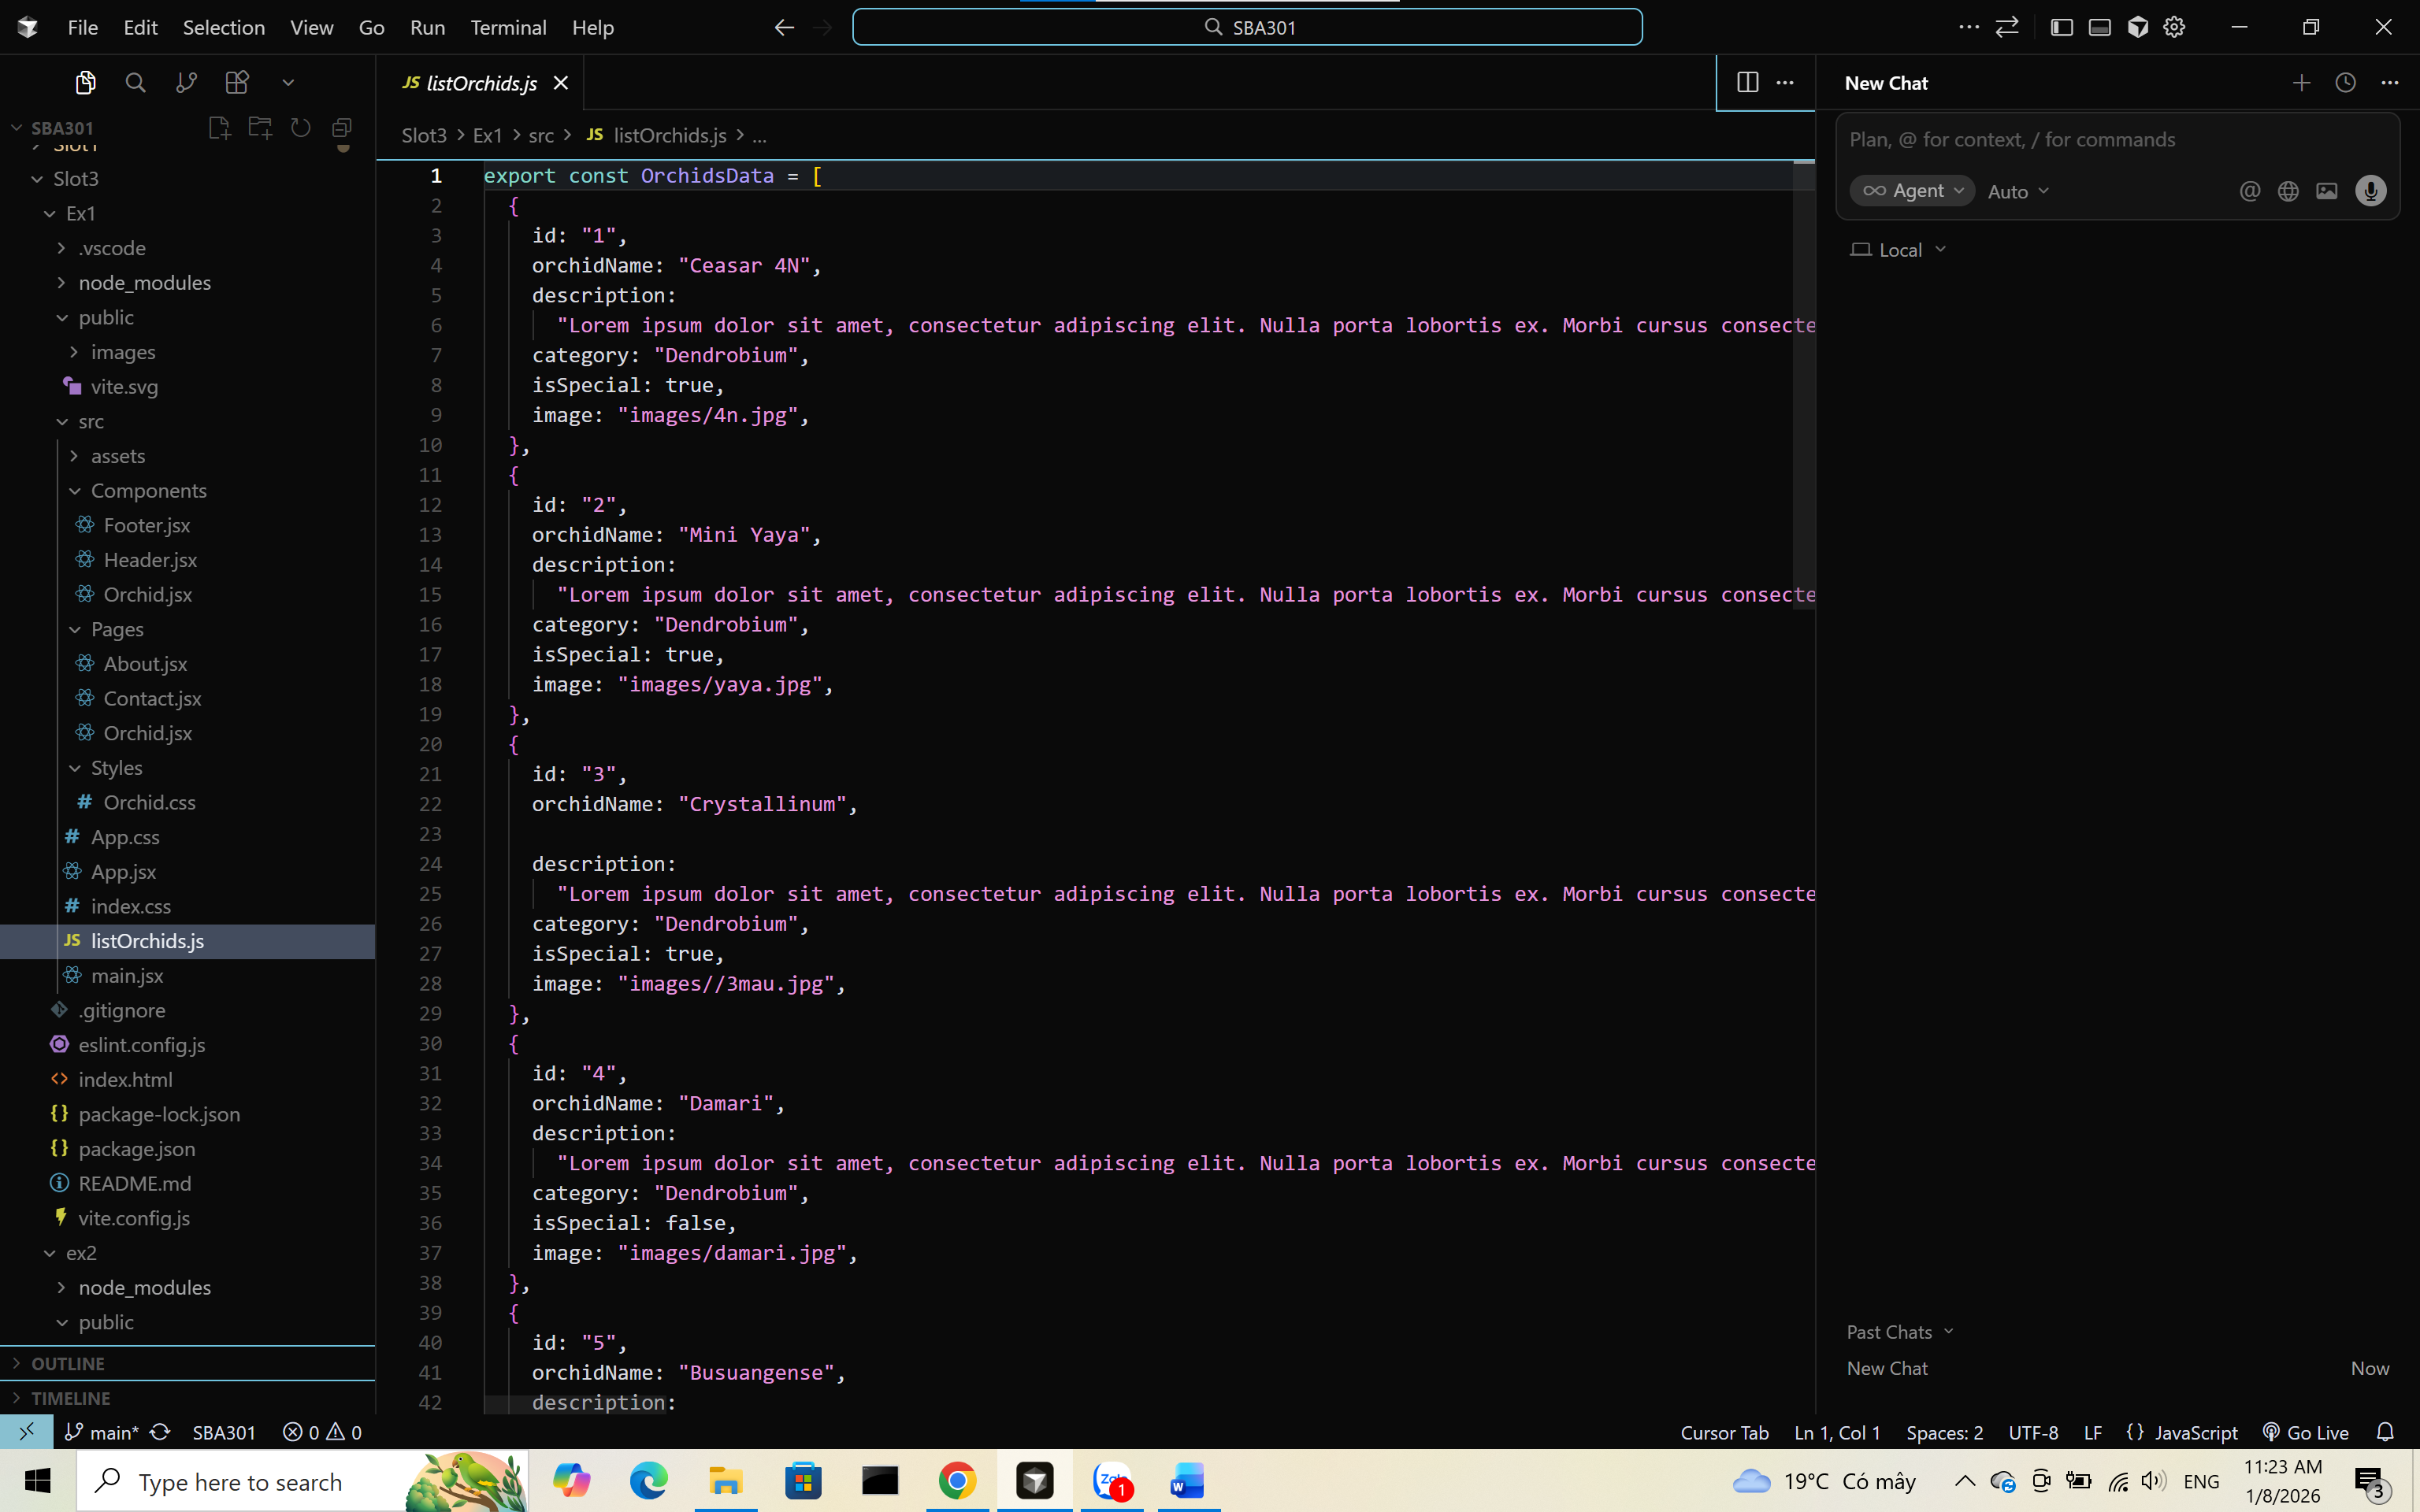 File Edit Selection View Go Run Terminal Help
SBA301
SBA301
Slot1
Slot3
Ex1
.vscode
node_modules
public
images
vite.svg
src
assets
Components
Footer.jsx
Header.jsx
Orchid.jsx
Pages
About.jsx
Contact.jsx
Orchid.jsx
Styles
# Orchid.css
# App.css
App.jsx
# index.css
JS listOrchids.js
main.jsx
.gitignore
eslint.config.js
<> index.html
{} package-lock.json
{} package.json
README.md
vite.config.js
ex2
node_modules
public
OUTLINE
TIMELINE
JS listOrchids.js
Slot3 > Ex1 > src > JS listOrchids.js > ...
1 export const OrchidsData = [
2 {
3 id: "1",
4 orchidName: "Ceasar 4N",
5 description:
6 "Lorem ipsum dolor sit amet, consectetur adipiscing elit. Nulla porta lobortis ex. Morbi cursus consecte
7 category: "Dendrobium",
8 isSpecial: true,
9 image: "images/4n.jpg",
10 },
11 {
12 id: "2",
13 orchidName: "Mini Yaya",
14 description:
15 "Lorem ipsum dolor sit amet, consectetur adipiscing elit. Nulla porta lobortis ex. Morbi cursus consecte
16 category: "Dendrobium",
17 isSpecial: true,
18 image: "images/yaya.jpg",
19 },
20 {
21 id: "3",
22 orchidName: "Crystallinum",
23
24 description:
25 "Lorem ipsum dolor sit amet, consectetur adipiscing elit. Nulla porta lobortis ex. Morbi cursus consecte
26 category: "Dendrobium",
27 isSpecial: true,
28 image: "images//3mau.jpg",
29 },
30 {
31 id: "4",
32 orchidName: "Damari",
33 description:
34 "Lorem ipsum dolor sit amet, consectetur adipiscing elit. Nulla porta lobortis ex. Morbi cursus consecte
35 category: "Dendrobium",
36 isSpecial: false,
37 image: "images/damari.jpg",
38 },
39 {
40 id: "5",
41 orchidName: "Busuangense",
42 description:
New Chat
Plan, @ for context, / for commands
Agent Auto
Local
Past Chats
New Chat Now
main* SBA301 0 0
Cursor Tab Ln 1, Col 1 Spaces: 2 UTF-8 LF {} JavaScript Go Live
Type here to search
Zalo 1
W
19°C Có mây
ENG
11:23 AM
1/8/2026
3